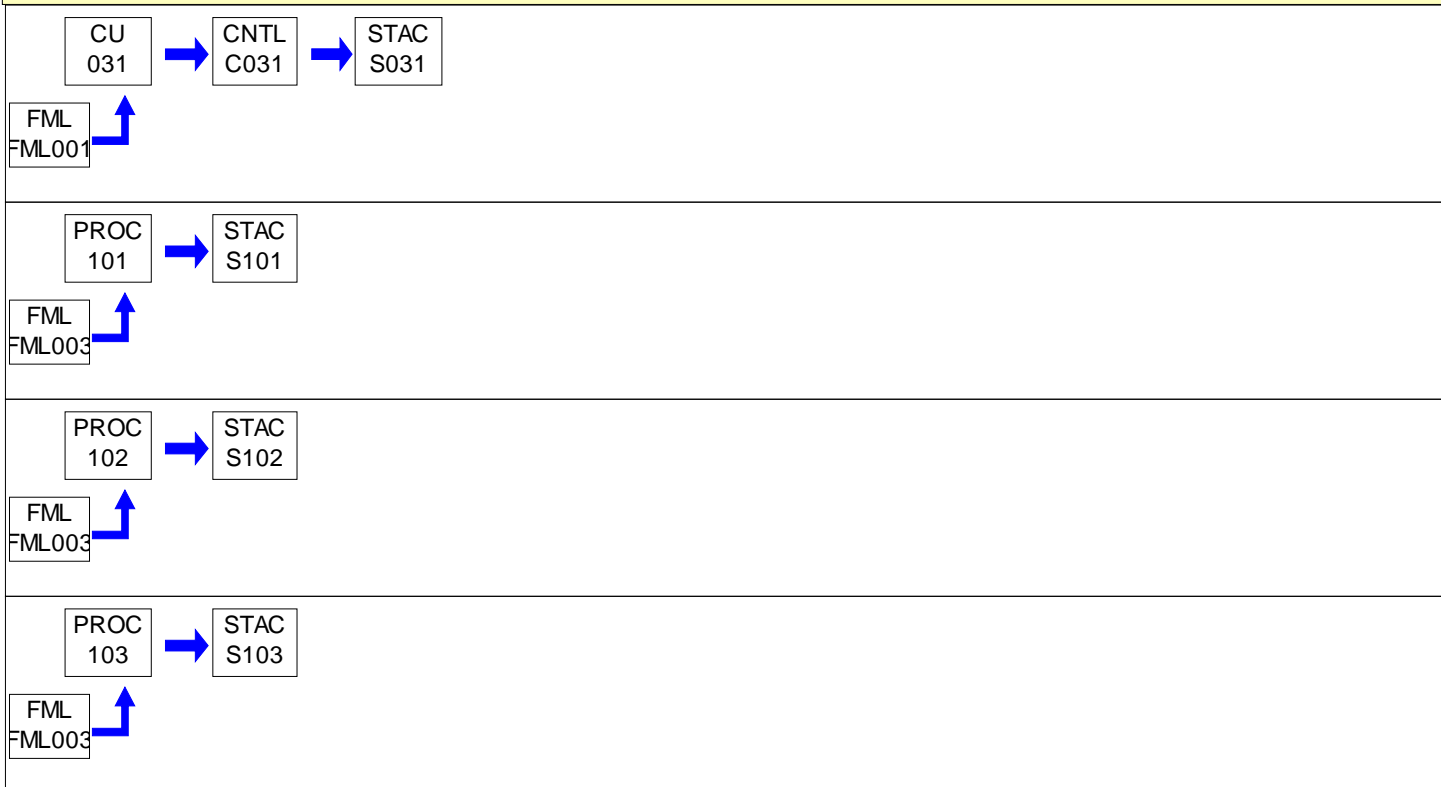 CU
031
CNTL
C031
STAC
S031
FML
FML001
PROC
101
STAC
S101
FML
FML003
PROC
102
STAC
S102
FML
FML003
PROC
103
STAC
S103
FML
FML003